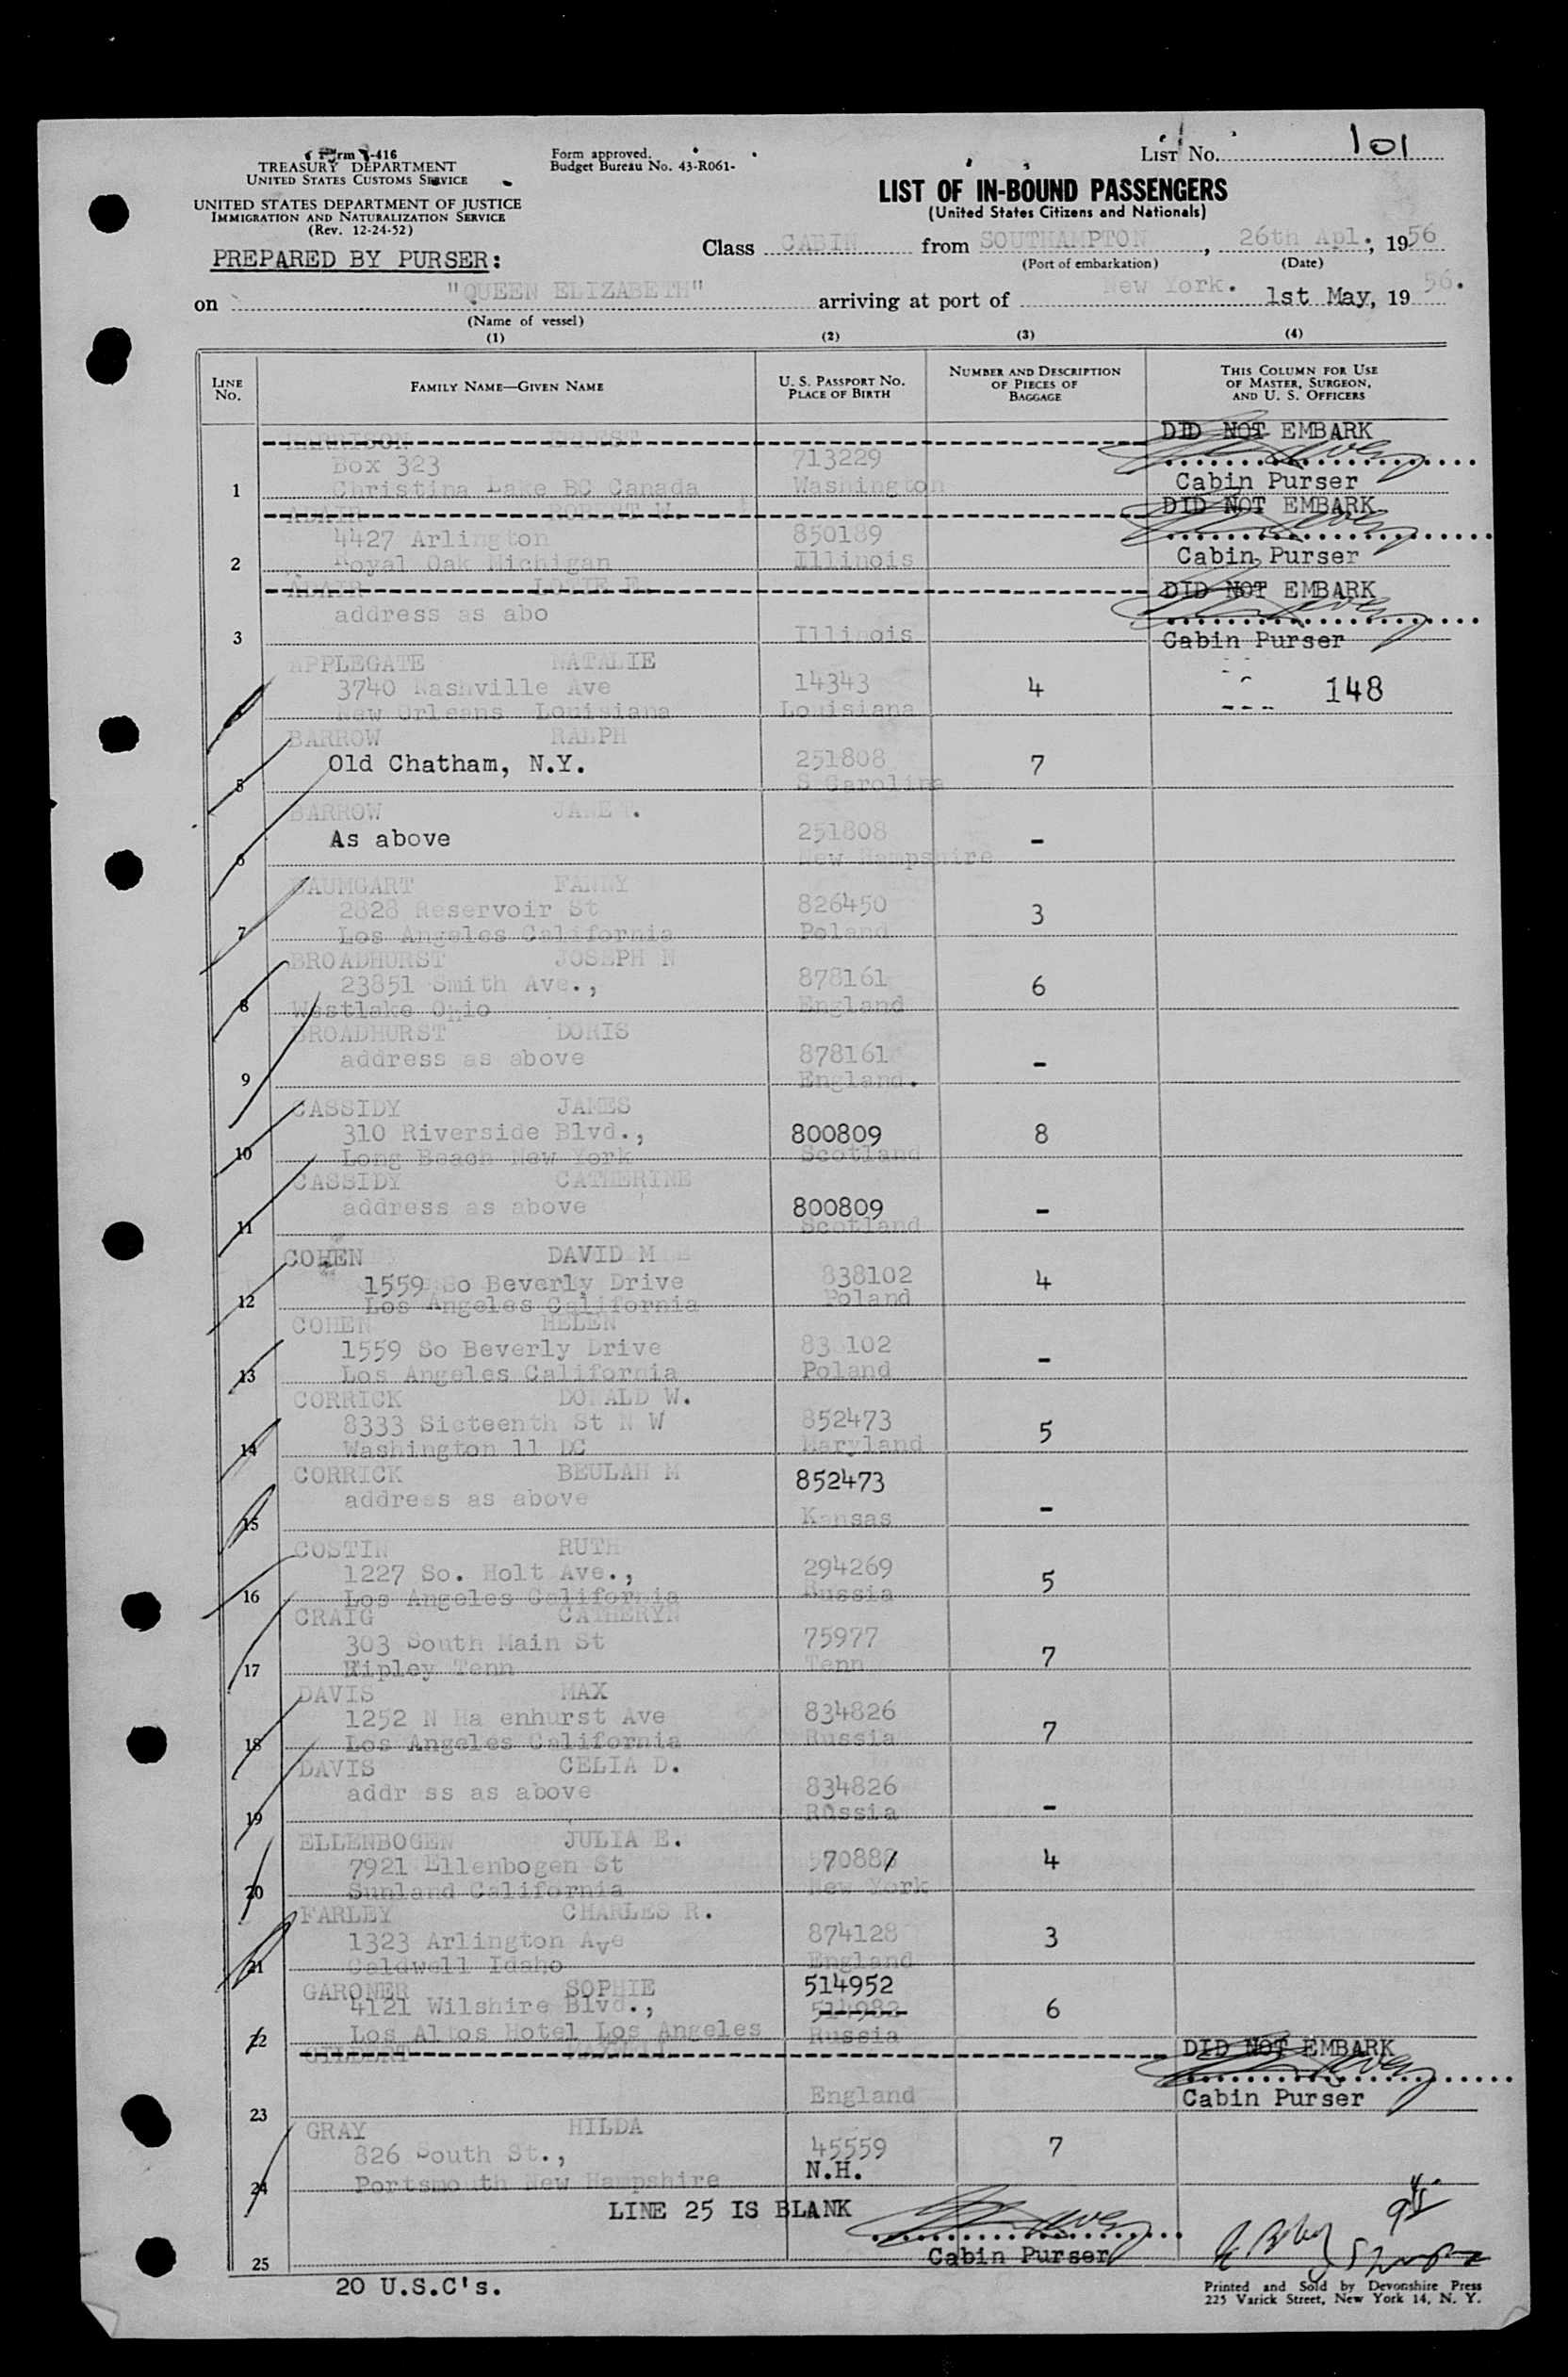 Form I-416
TREASURY DEPARTMENT
UNITED STATES CUSTOMS SERVICE
UNITED STATES DEPARTMENT OF JUSTICE
IMMIGRATION AND NATURALIZATION SERVICE
(Rev. 12-24-52)
PREPARED BY PURSER:
Form approved.
Budget Bureau No. 43-R061-
LIST No. 101
LIST OF IN-BOUND PASSENGERS
(United States Citizens and Nationals)
Class CABIN from SOUTHAMPTON, 26th Apl., 1956
(Port of embarkation) (Date)
on "QUEEN ELIZABETH" arriving at port of New York. 1st May, 1956.
(Name of vessel)
(1) (2) (3) (4)
LINE No. FAMILY NAME—GIVEN NAME U. S. PASSPORT No. PLACE OF BIRTH NUMBER AND DESCRIPTION OF PIECES OF BAGGAGE THIS COLUMN FOR USE OF MASTER, SURGEON, AND U. S. OFFICERS
HARRISON DID NOT EMBARK
Box 323 713229
1 Christina Lake BC Canada Washington Cabin Purser
ADAIR ROBERT W. DID NOT EMBARK
4427 Arlington 850189
2 Royal Oak Michigan Illinois Cabin Purser
ADAIR DID NOT EMBARK
address as abo
3 Illinois Cabin Purser
APPLEGATE NATALIE
3740 Nashville Ave 14343 4 148
New Orleans Louisiana Louisiana
BARROW RALPH
Old Chatham, N.Y. 251808 7
5 S Carolina
BARROW JANE .
As above 251808 -
6 New Hampshire
BAUMGART FANNY
2828 Reservoir St 826450 3
7 Los Angeles California Poland
BROADHURST JOSEPH N
23851 Smith Ave., 878161 6
8 Westlake Ohio England
BROADHURST DORIS
address as above 878161 -
9 England.
CASSIDY JAMES
310 Riverside Blvd., 800809 8
10 Long Beach New York Scotland
CASSIDY CATHERINE
address as above 800809 -
11 Scotland
COHEN DAVID M
1559 So Beverly Drive 838102 4
12 Los Angeles California Poland
COHEN HELEN
1559 So Beverly Drive 83 102 -
13 Los Angeles California Poland
CORRICK DONALD W.
8333 Sicteenth St N W 852473 5
14 Washington 11 DC Maryland
CORRICK BEULAH M 852473
address as above -
15 Kansas
COSTIN RUTH
1227 So. Holt Ave., 294269 5
16 Los Angeles California Russia
CRAIG CATHERYN
303 South Main St 75977 7
17 Ripley Tenn Tenn
DAVIS MAX
1252 N Ha enhurst Ave 834826 7
18 Los Angeles California Russia
DAVIS CELIA D.
addr ss as above 834826 -
19 Russia
ELLENBOGEN JULIA E.
7921 Ellenbogen St 57088 4
20 Sunland California New York
FARLEY CHARLES R.
1323 Arlington Ave 874128 3
21 Caldwell Idaho England
GARONER SOPHIE 514952
4121 Wilshire Blvd., 514982 6
22 Los Altos Hotel Los Angeles Russia
GILBERT DID NOT EMBARK
England Cabin Purser
23
GRAY HILDA
826 South St., 45559 7
24 Portsmouth New Hampshire N.H.
LINE 25 IS BLANK
25 Cabin Purser
20 U.S.C's.
Printed and Sold by Devonshire Press
225 Varick Street, New York 14, N. Y.